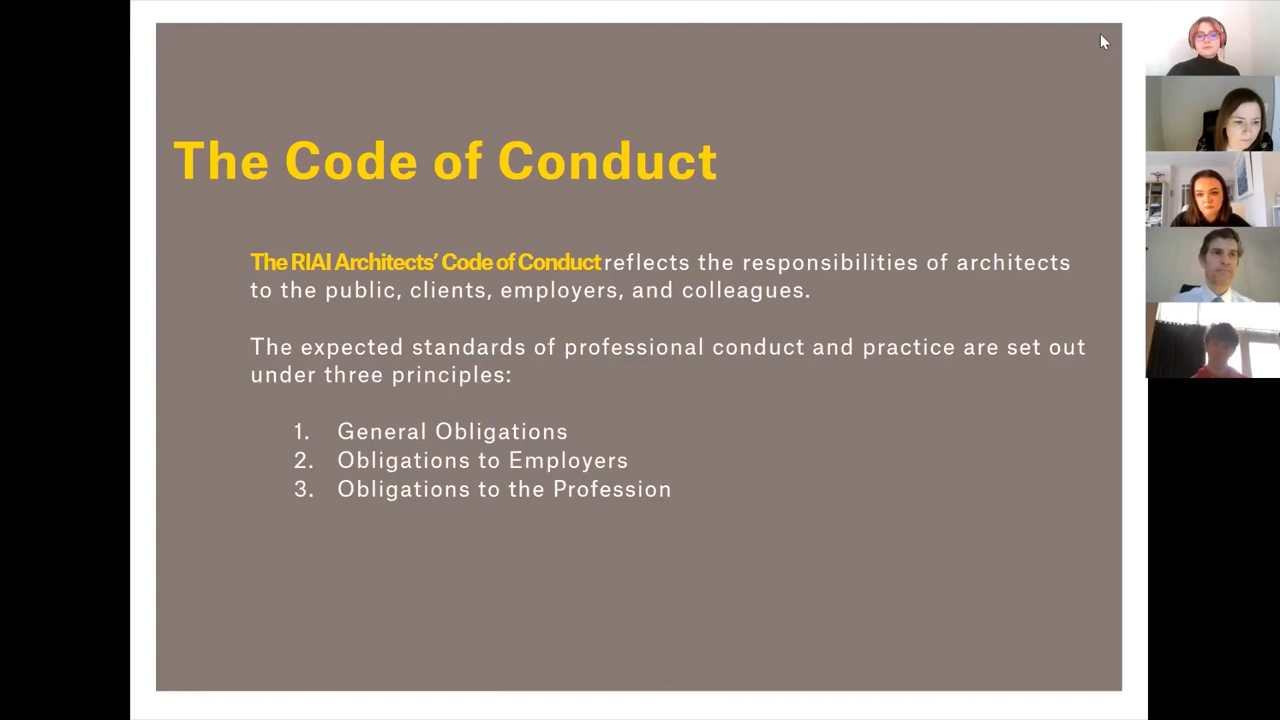 The Code of Conduct
The RIAI Architects' Code of Conduct reflects the responsibilities of architects
to the public, clients, employers, and colleagues.
The expected standards of professional conduct and practice are set out
under three principles:
1. General Obligations
2. Obligations to Employers
3. Obligations to the Profession